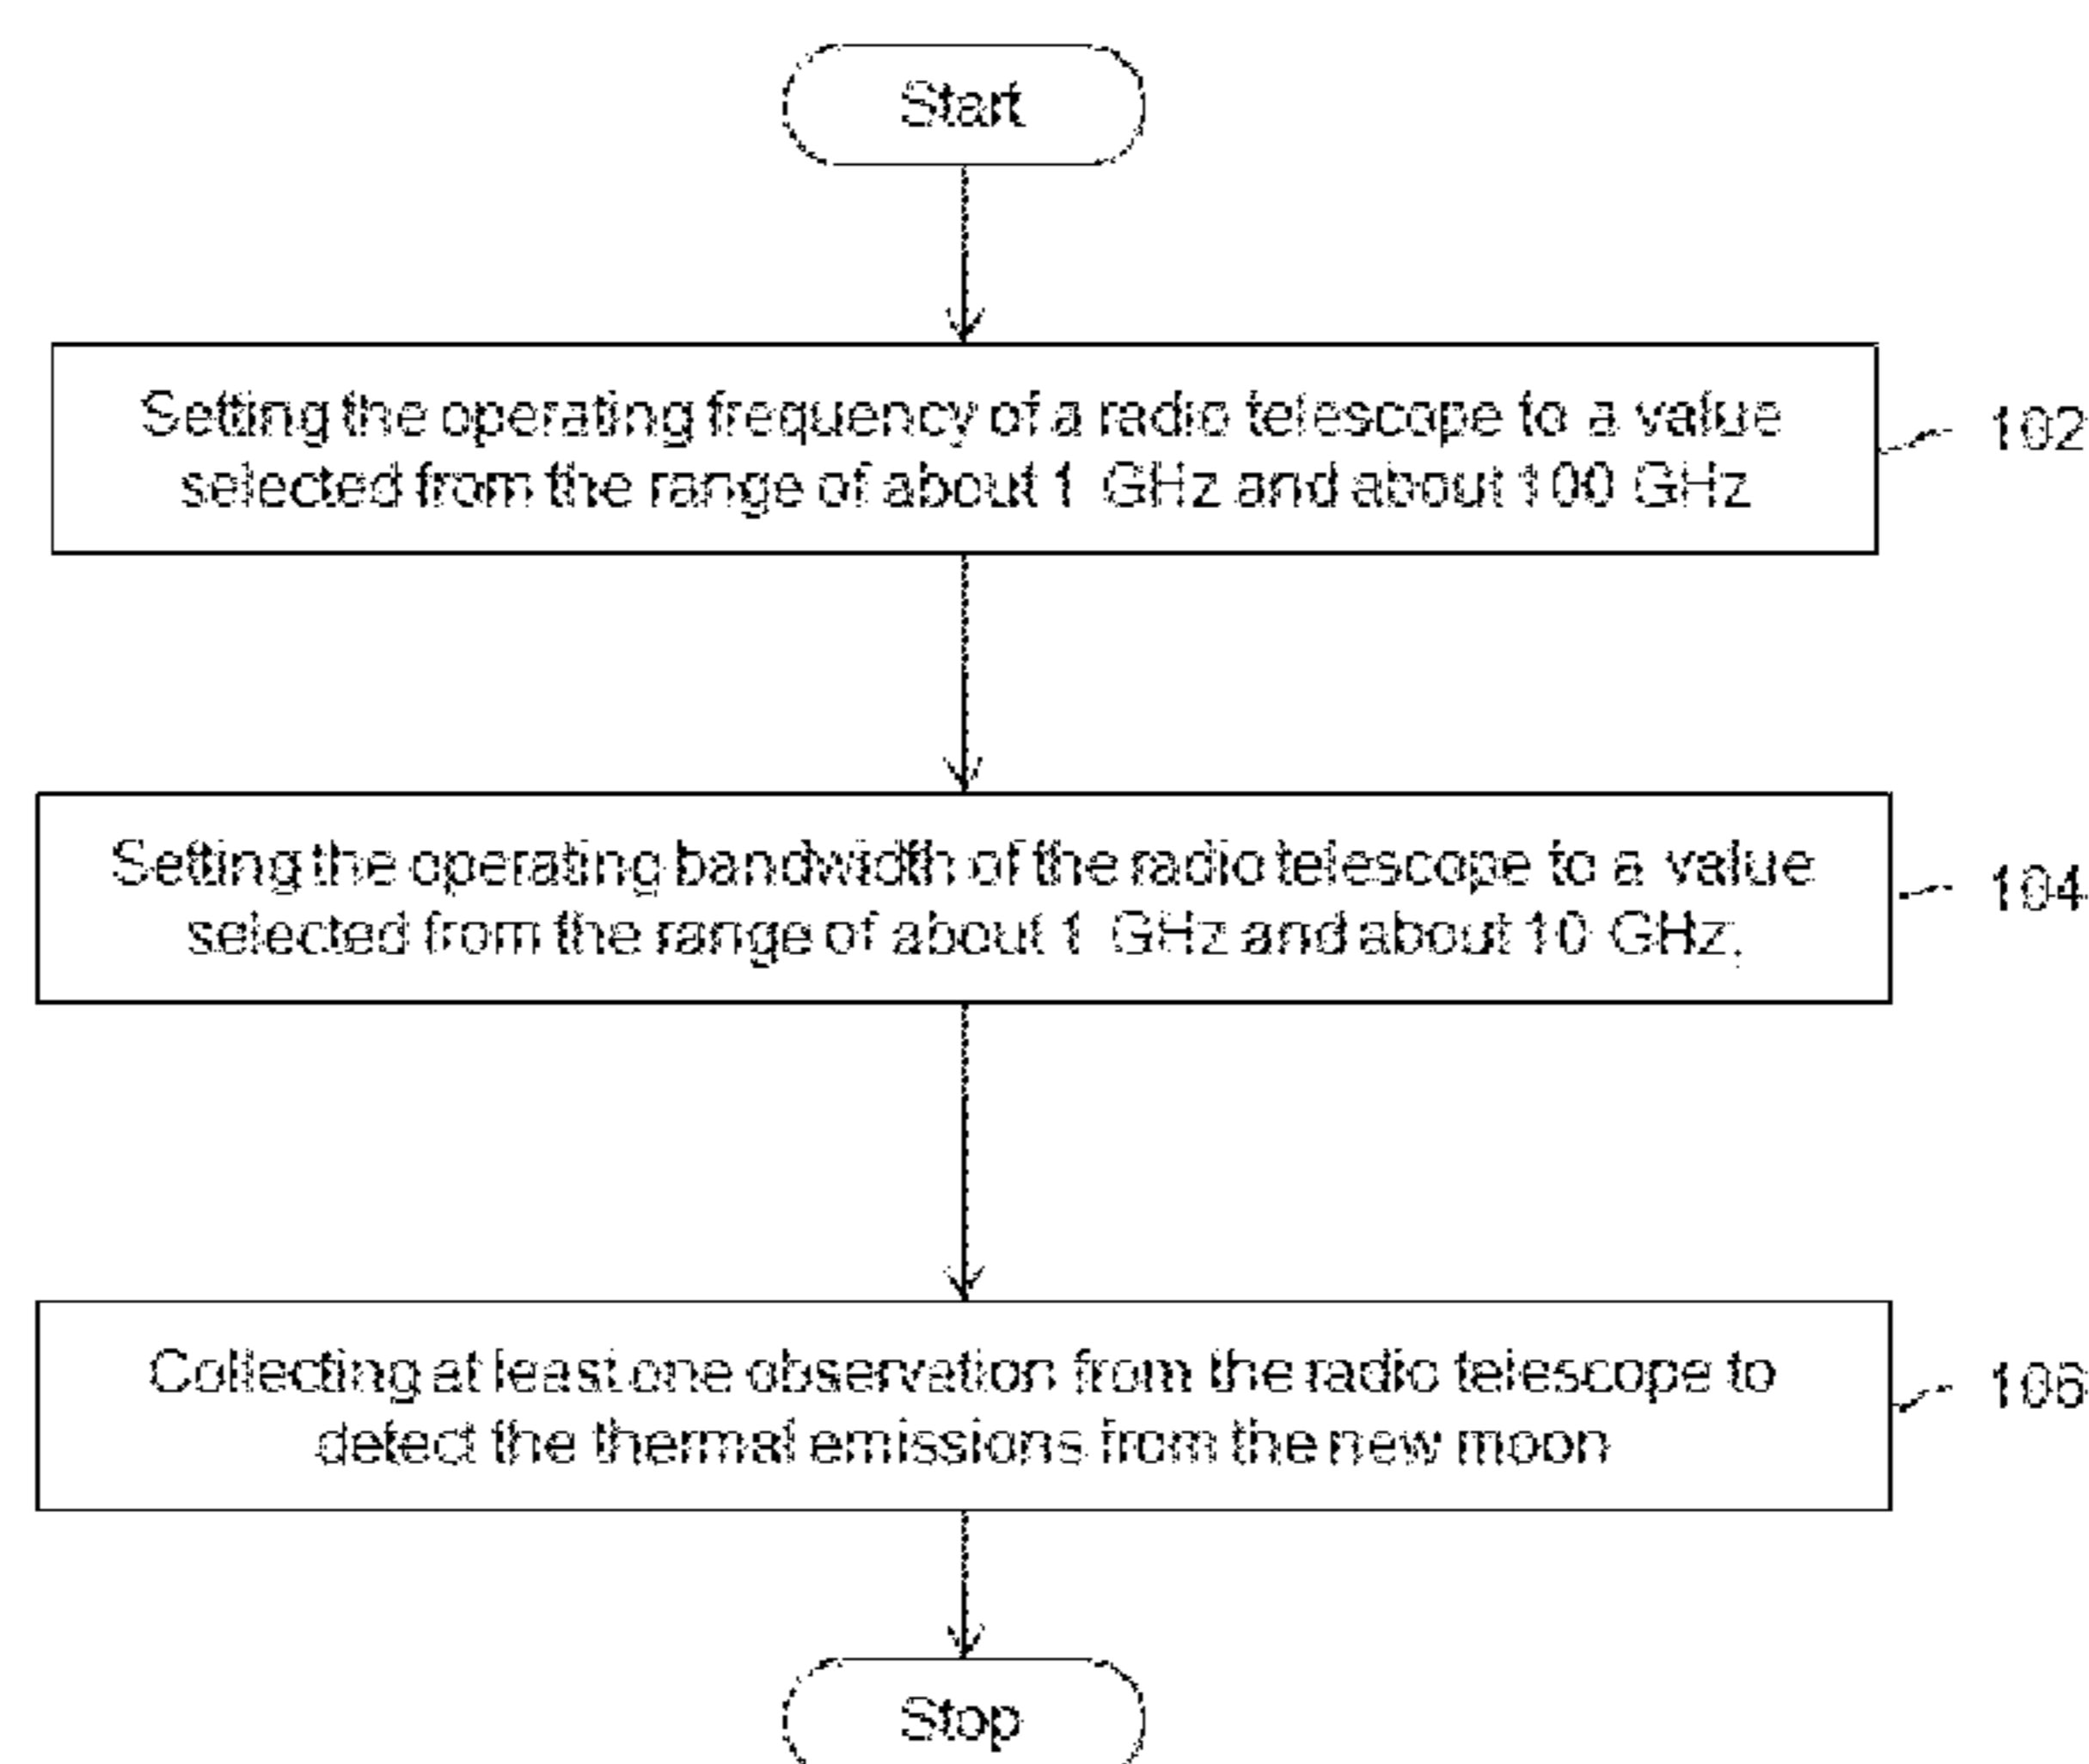 Start
Setting the operating frequency of a radio telescope to a value
selected from the range of about 1 GHz and about 100 GHz
102
Setting the operating bandwidth of the radio telescope to a value
selected from the range of about 1 GHz and about 10 GHz;
104
Collecting at least one observation from the radio telescope to
detect the thermal emissions from the new moon
106
Stop